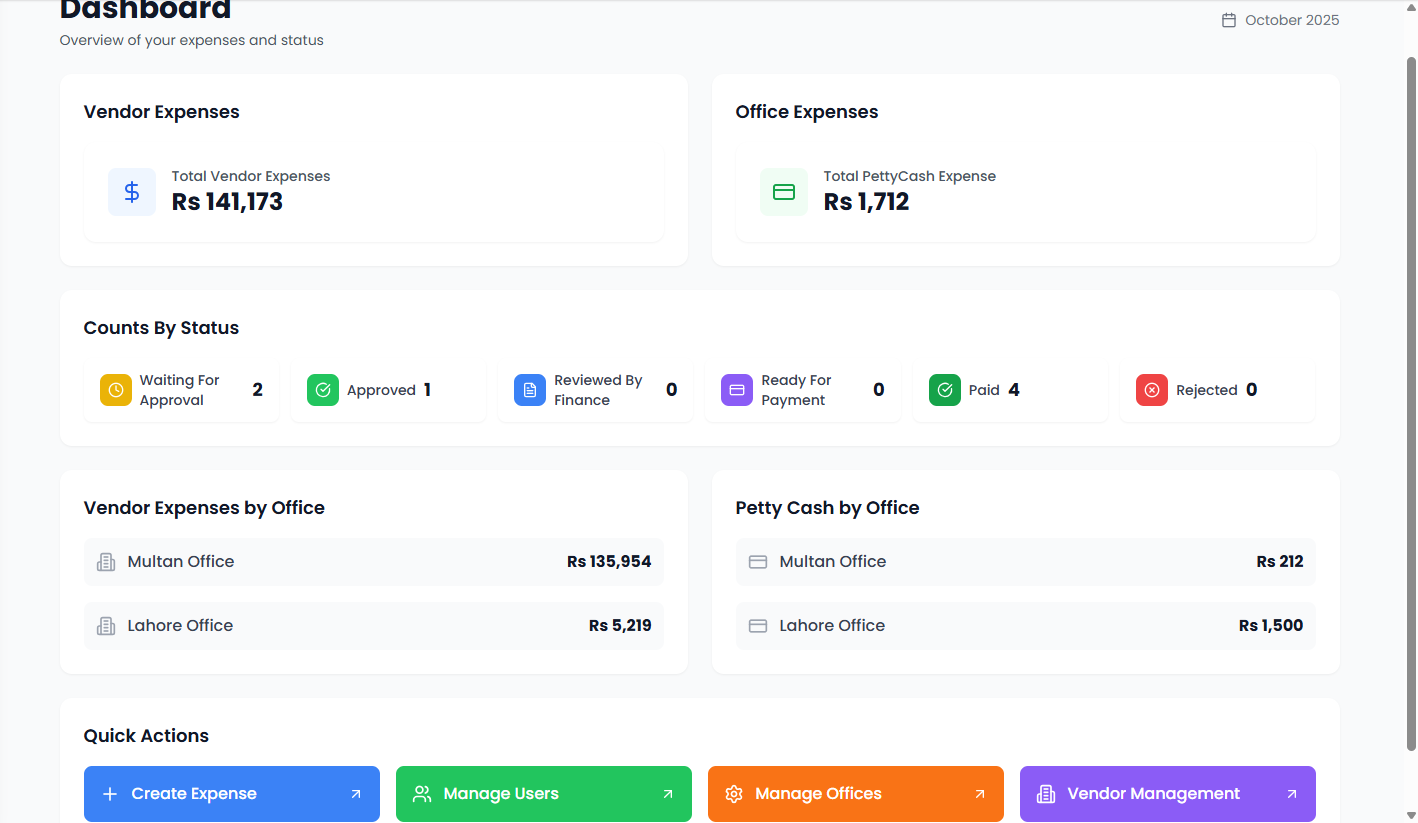 Dashboard
October 2025
Overview of your expenses and status
Vendor Expenses
Total Vendor Expenses
Rs 141,173
Office Expenses
Total PettyCash Expense
Rs 1,712
Counts By Status
Waiting For
Approval
2
Approved 1
Reviewed By
Finance
0
Ready For
Payment
0
Paid 4
Rejected 0
Vendor Expenses by Office
Multan Office Rs 135,954
Lahore Office Rs 5,219
Petty Cash by Office
Multan Office Rs 212
Lahore Office Rs 1,500
Quick Actions
Create Expense
Manage Users
Manage Offices
Vendor Management